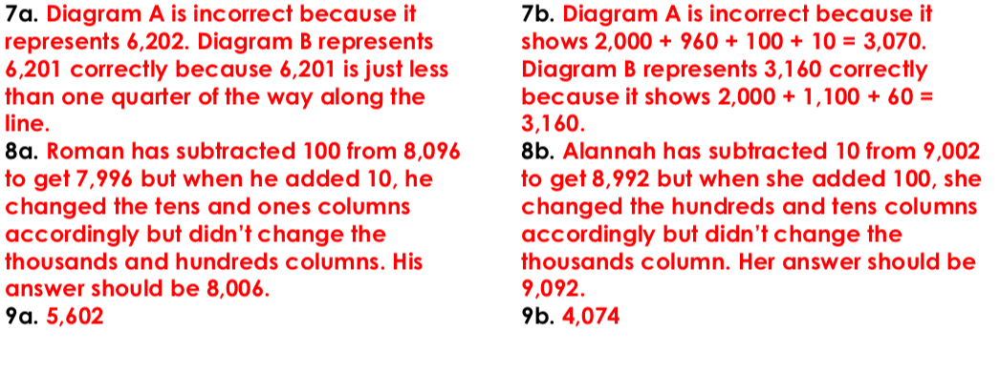 7a. Diagram A is incorrect because it
represents 6,202. Diagram B represents
6,201 correctly because 6,201 is just less
than one quarter of the way along the
line.
8a. Roman has subtracted 100 from 8,096
to get 7,996 but when he added 10, he
changed the tens and ones columns
accordingly but didn't change the
thousands and hundreds columns. His
answer should be 8,006.
9a. 5,602
7b. Diagram A is incorrect because it
shows 2,000 + 960 + 100 + 10 = 3,070.
Diagram B represents 3,160 correctly
because it shows 2,000 + 1,100 + 60 =
3,160.
8b. Alannah has subtracted 10 from 9,002
to get 8,992 but when she added 100, she
changed the hundreds and tens columns
accordingly but didn't change the
thousands column. Her answer should be
9,092.
9b. 4,074